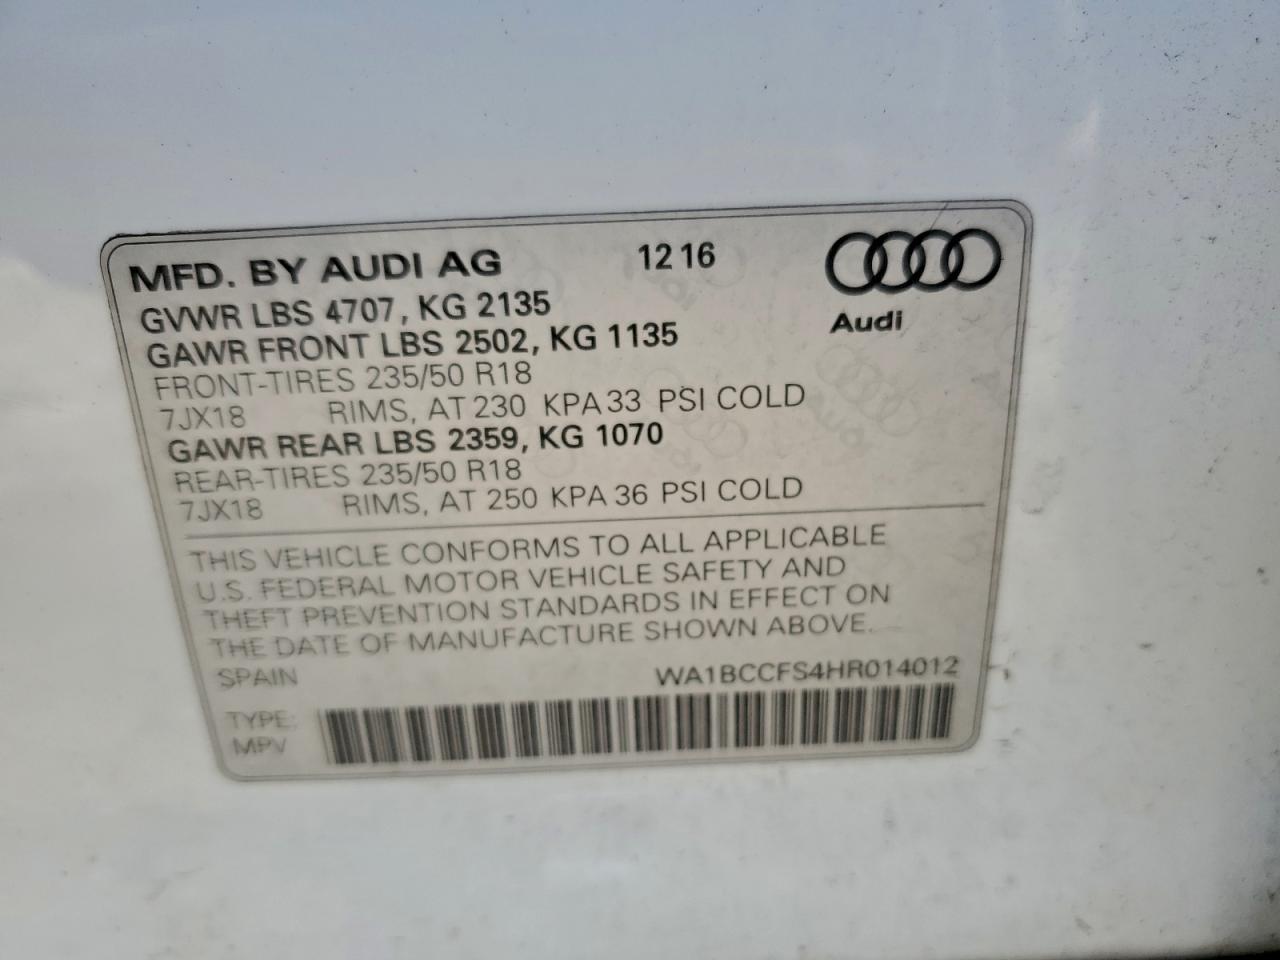 MFD. BY AUDI AG 12 16
Audi
GVWR LBS 4707, KG 2135
GAWR FRONT LBS 2502, KG 1135
FRONT-TIRES 235/50 R18
7JX18 RIMS, AT 230 KPA 33 PSI COLD
GAWR REAR LBS 2359, KG 1070
REAR-TIRES 235/50 R18
7JX18 RIMS, AT 250 KPA 36 PSI COLD
THIS VEHICLE CONFORMS TO ALL APPLICABLE
U.S. FEDERAL MOTOR VEHICLE SAFETY AND
THEFT PREVENTION STANDARDS IN EFFECT ON
THE DATE OF MANUFACTURE SHOWN ABOVE.
SPAIN WA1BCCFS4HR014012
TYPE:
MPV